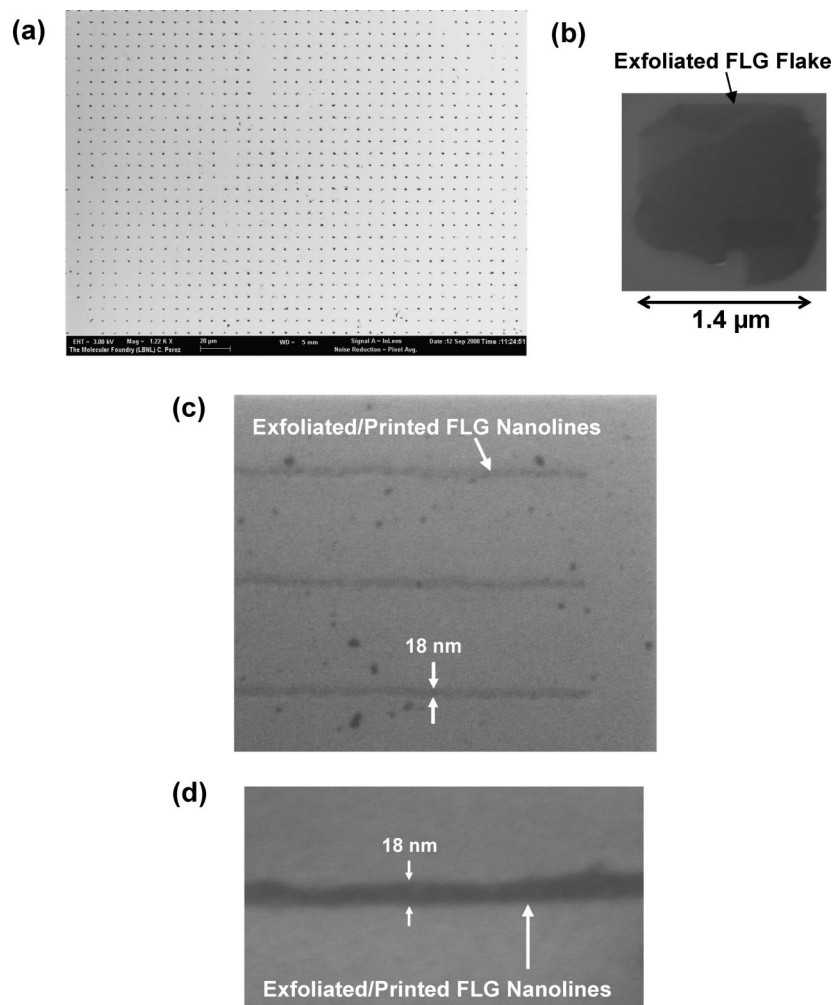 (a)
EHT = 3.00 kV Mag = 1.22 K X 20 µm WD = 5 mm Signal A = InLens Date :12 Sep 2008 Time :11:24:51
The Molecular Foundry (LBNL) C. Peroz Noise Reduction = Pixel Avg.
(b)
Exfoliated FLG Flake
1.4 µm
(c)
Exfoliated/Printed FLG Nanolines
18 nm
(d)
18 nm
Exfoliated/Printed FLG Nanolines